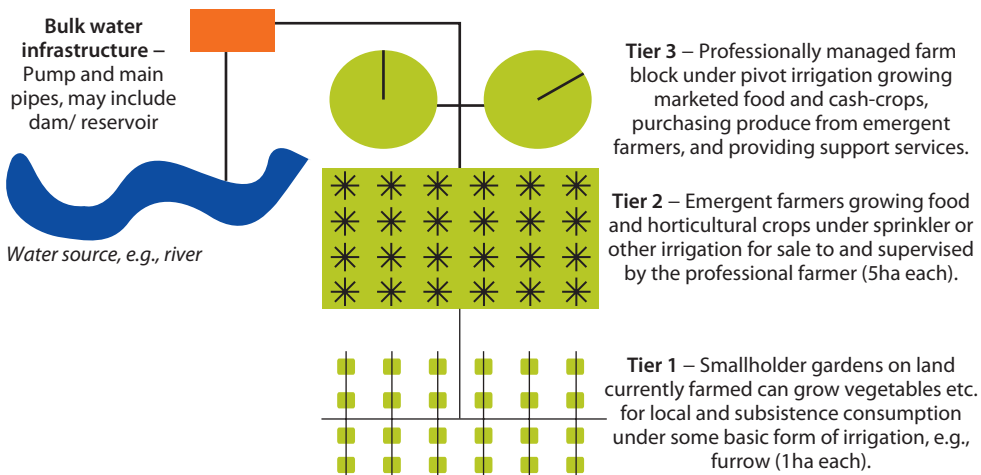 Bulk water
infrastructure –
Pump and main
pipes, may include
dam/ reservoir
Water source, e.g., river
Tier 3 – Professionally managed farm
block under pivot irrigation growing
marketed food and cash-crops,
purchasing produce from emergent
farmers, and providing support services.
Tier 2 – Emergent farmers growing food
and horticultural crops under sprinkler or
other irrigation for sale to and supervised
by the professional farmer (5ha each).
Tier 1 – Smallholder gardens on land
currently farmed can grow vegetables etc.
for local and subsistence consumption
under some basic form of irrigation, e.g.,
furrow (1ha each).